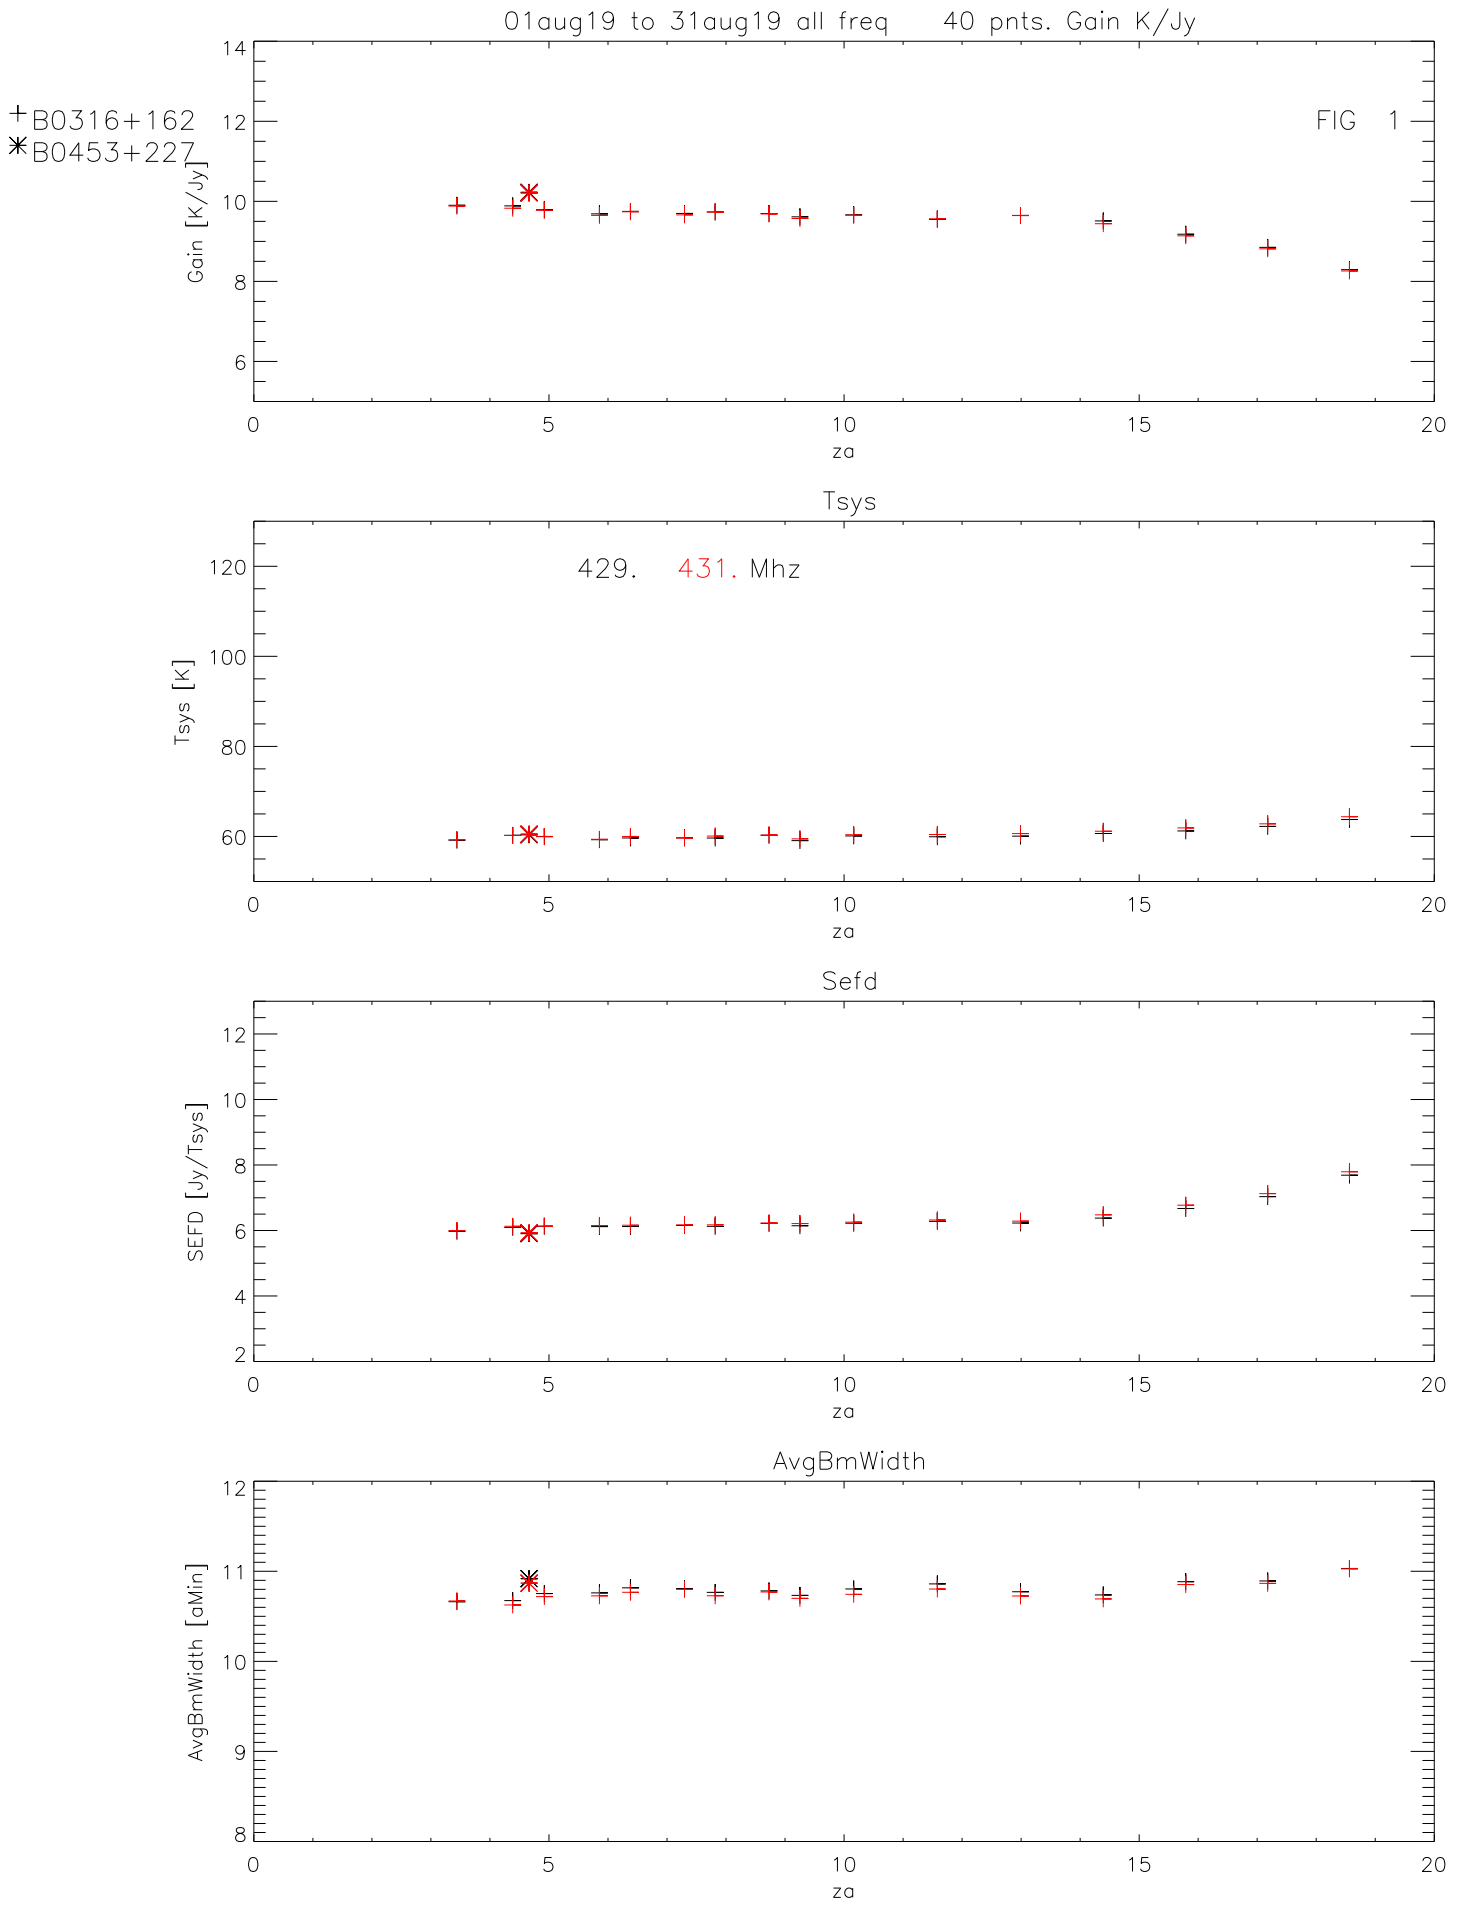 01aug19 to 31aug19 all freq 40 pnts. Gain K/Jy
+B0316+162
B0453+227
FIG 1
Gain [K/Jy]
14
12
10
8
6
0 5 10 15 20
za
Tsys
429. 431. Mhz
Tsys [K]
120
100
80
60
0 5 10 15 20
za
Sefd
SEFD [Jy/Tsys]
12
10
8
6
4
2
0 5 10 15 20
za
AvgBmWidth
AvgBmWidth [aMin]
12
11
10
9
8
0 5 10 15 20
za